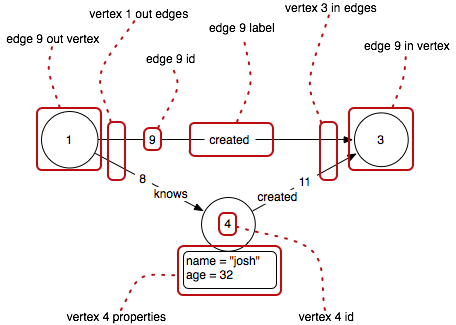 vertex 1 out edges
vertex 3 in edges
edge 9 label
edge 9 out vertex
edge 9 in vertex
edge 9 id
1
9
created
3
8
knows
11
created
4
name = "josh"
age = 32
vertex 4 properties
vertex 4 id